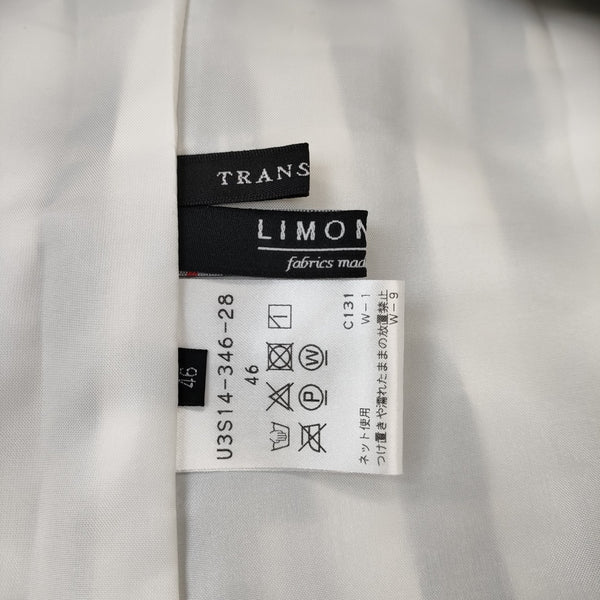 TRANS
LIMON
fabrics mad
46
U3S14-346-28
46
P
W
C131
W-1
W-9
ネット使用
つけ置きや濡れたままの放置禁止